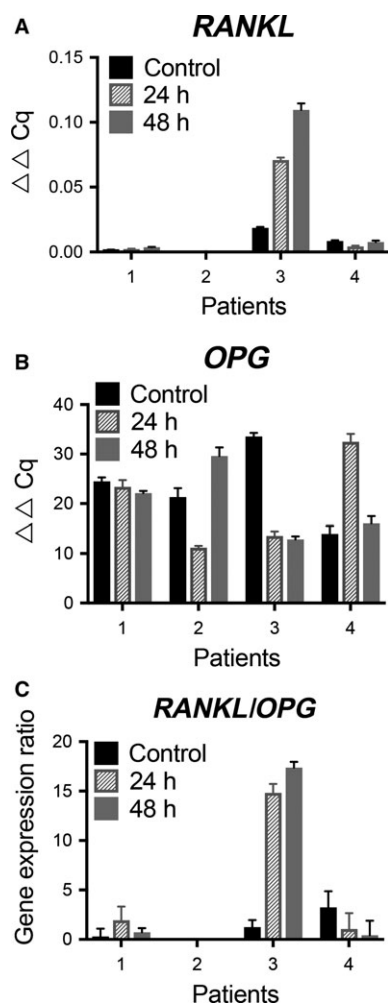 A
RANKL
Control
24 h
48 h
0.15
0.10
0.05
0.00
△△ Cq
1 2 3 4
Patients
B
OPG
Control
24 h
48 h
40
30
20
10
0
△△ Cq
1 2 3 4
Patients
C
RANKL/OPG
Control
24 h
48 h
20
15
10
5
0
Gene expression ratio
1 2 3 4
Patients